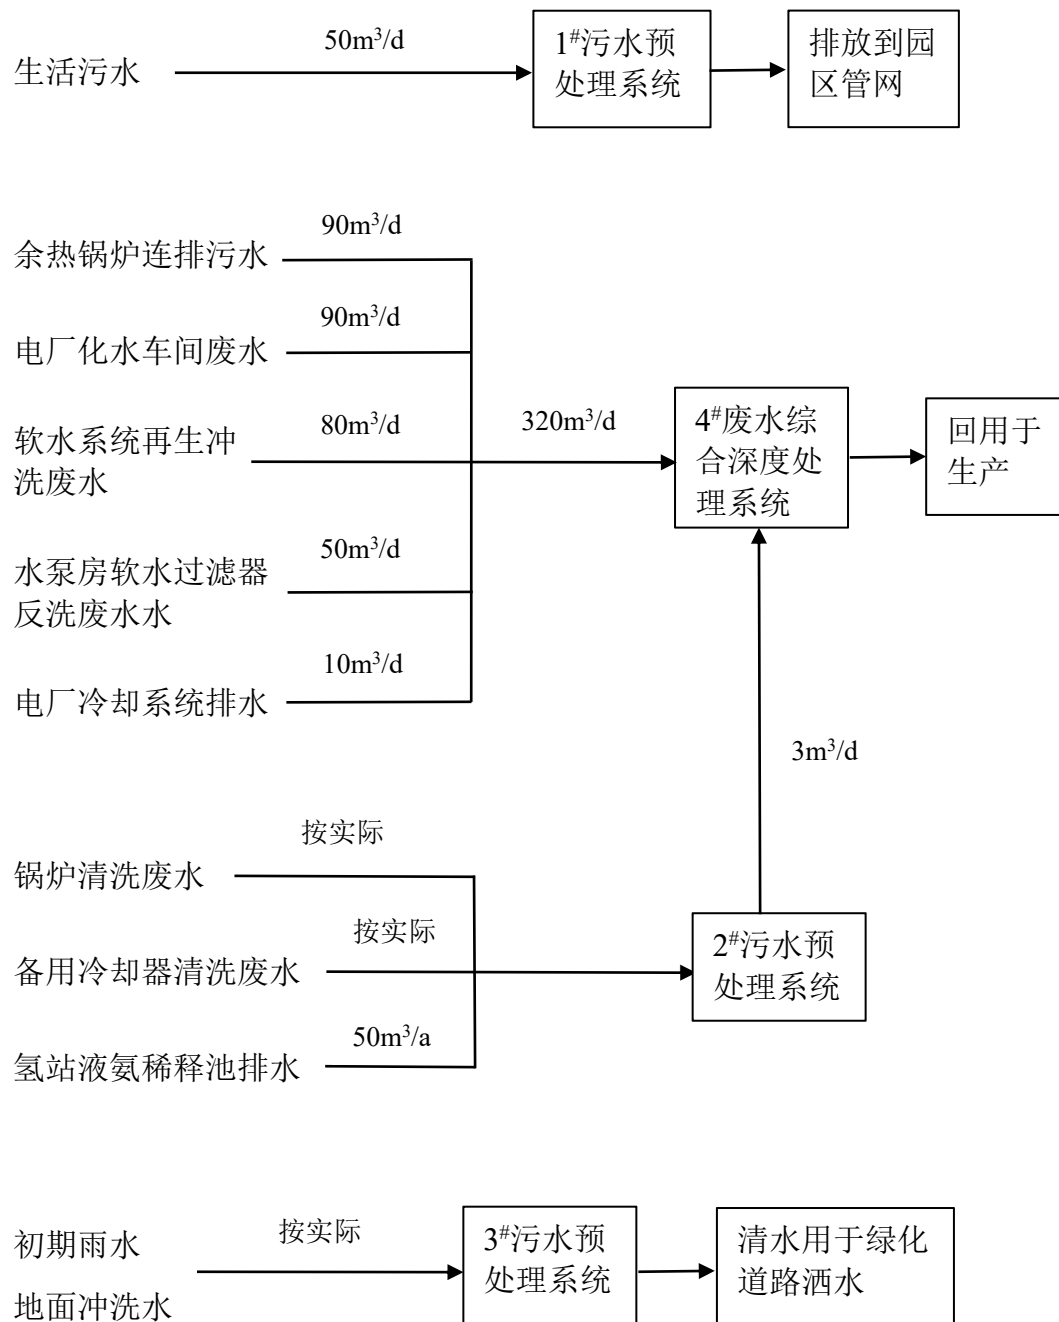 50m³/d
生活污水
1#污水预
处理系统
排放到园
区管网
90m³/d
余热锅炉连排污水
90m³/d
电厂化水车间废水
80m³/d
软水系统再生冲
洗废水
320m³/d
4#废水综
合深度处
理系统
回用于
生产
50m³/d
水泵房软水过滤器
反洗废水水
10m³/d
电厂冷却系统排水
3m³/d
按实际
锅炉清洗废水
按实际
备用冷却器清洗废水
2#污水预
处理系统
50m³/a
氢站液氨稀释池排水
初期雨水
地面冲洗水
按实际
3#污水预
处理系统
清水用于绿化
道路洒水